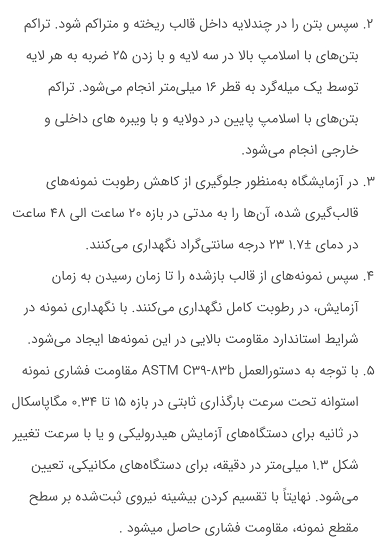 ۲. سپس بتن را در چندلایه داخل قالب ریخته و متراکم شود. تراکم
بتن‌های با اسلامپ بالا در سه لایه و با زدن ۲۵ ضربه به هر لایه
توسط یک میله‌گرد به قطر ۱۶ میلی‌متر انجام می‌شود. تراکم
بتن‌های با اسلامپ پایین در دولایه و با ویبره های داخلی و
خارجی انجام می‌شود.
۳. در آزمایشگاه به‌منظور جلوگیری از کاهش رطوبت نمونه‌های
قالب‌گیری شده، آن‌ها را به مدتی در بازه ۲۰ ساعت الی ۴۸ ساعت
در دمای ±۱.۷ ۲۳ درجه سانتی‌گراد نگهداری می‌کنند.
۴. سپس نمونه‌های از قالب بازشده را تا زمان رسیدن به زمان
آزمایش، در رطوبت کامل نگهداری می‌کنند. با نگهداری نمونه در
شرایط استاندارد مقاومت بالایی در این نمونه‌ها ایجاد می‌شود.
۵. با توجه به دستورالعمل ASTM C۳۹-۸۳b مقاومت فشاری نمونه
استوانه تحت سرعت بارگذاری ثابتی در بازه ۱۵ تا ۰.۳۴ مگاپاسکال
در ثانیه برای دستگاه‌های آزمایش هیدرولیکی و یا با سرعت تغییر
شکل ۱.۳ میلی‌متر در دقیقه، برای دستگاه‌های مکانیکی، تعیین
می‌شود. نهایتاً با تقسیم کردن بیشینه نیروی ثبت‌شده بر سطح
مقطع نمونه، مقاومت فشاری حاصل میشود .